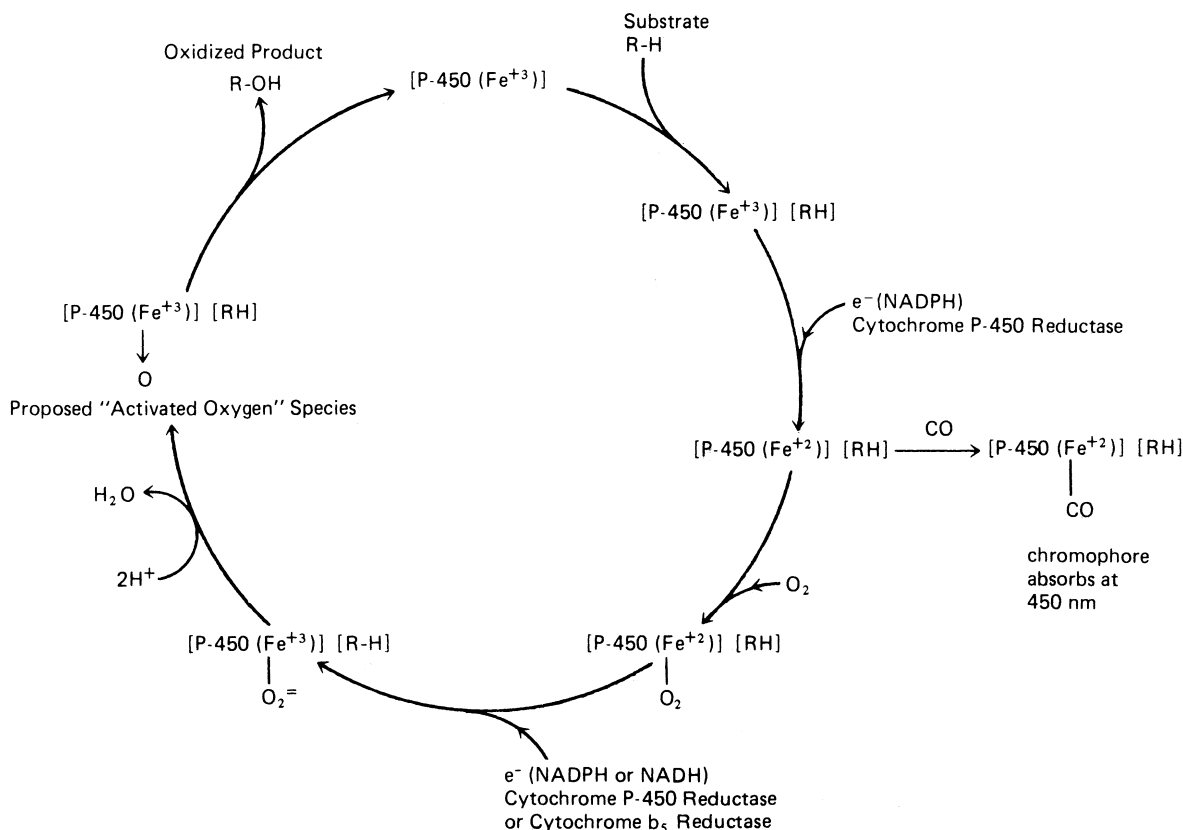 Substrate
R-H
Oxidized Product
R-OH
[P-450 (Fe+3)]
[P-450 (Fe+3)] [RH]
e− (NADPH)
Cytochrome P-450 Reductase
[P-450 (Fe+2)] [RH]
CO
[P-450 (Fe+2)] [RH]
CO
chromophore
absorbs at
450 nm
O2
[P-450 (Fe+2)] [RH]
O2
e− (NADPH or NADH)
Cytochrome P-450 Reductase
or Cytochrome b5 Reductase
[P-450 (Fe+3)] [R-H]
O2=
2H+
H2O
[P-450 (Fe+3)] [RH]
O
Proposed "Activated Oxygen" Species